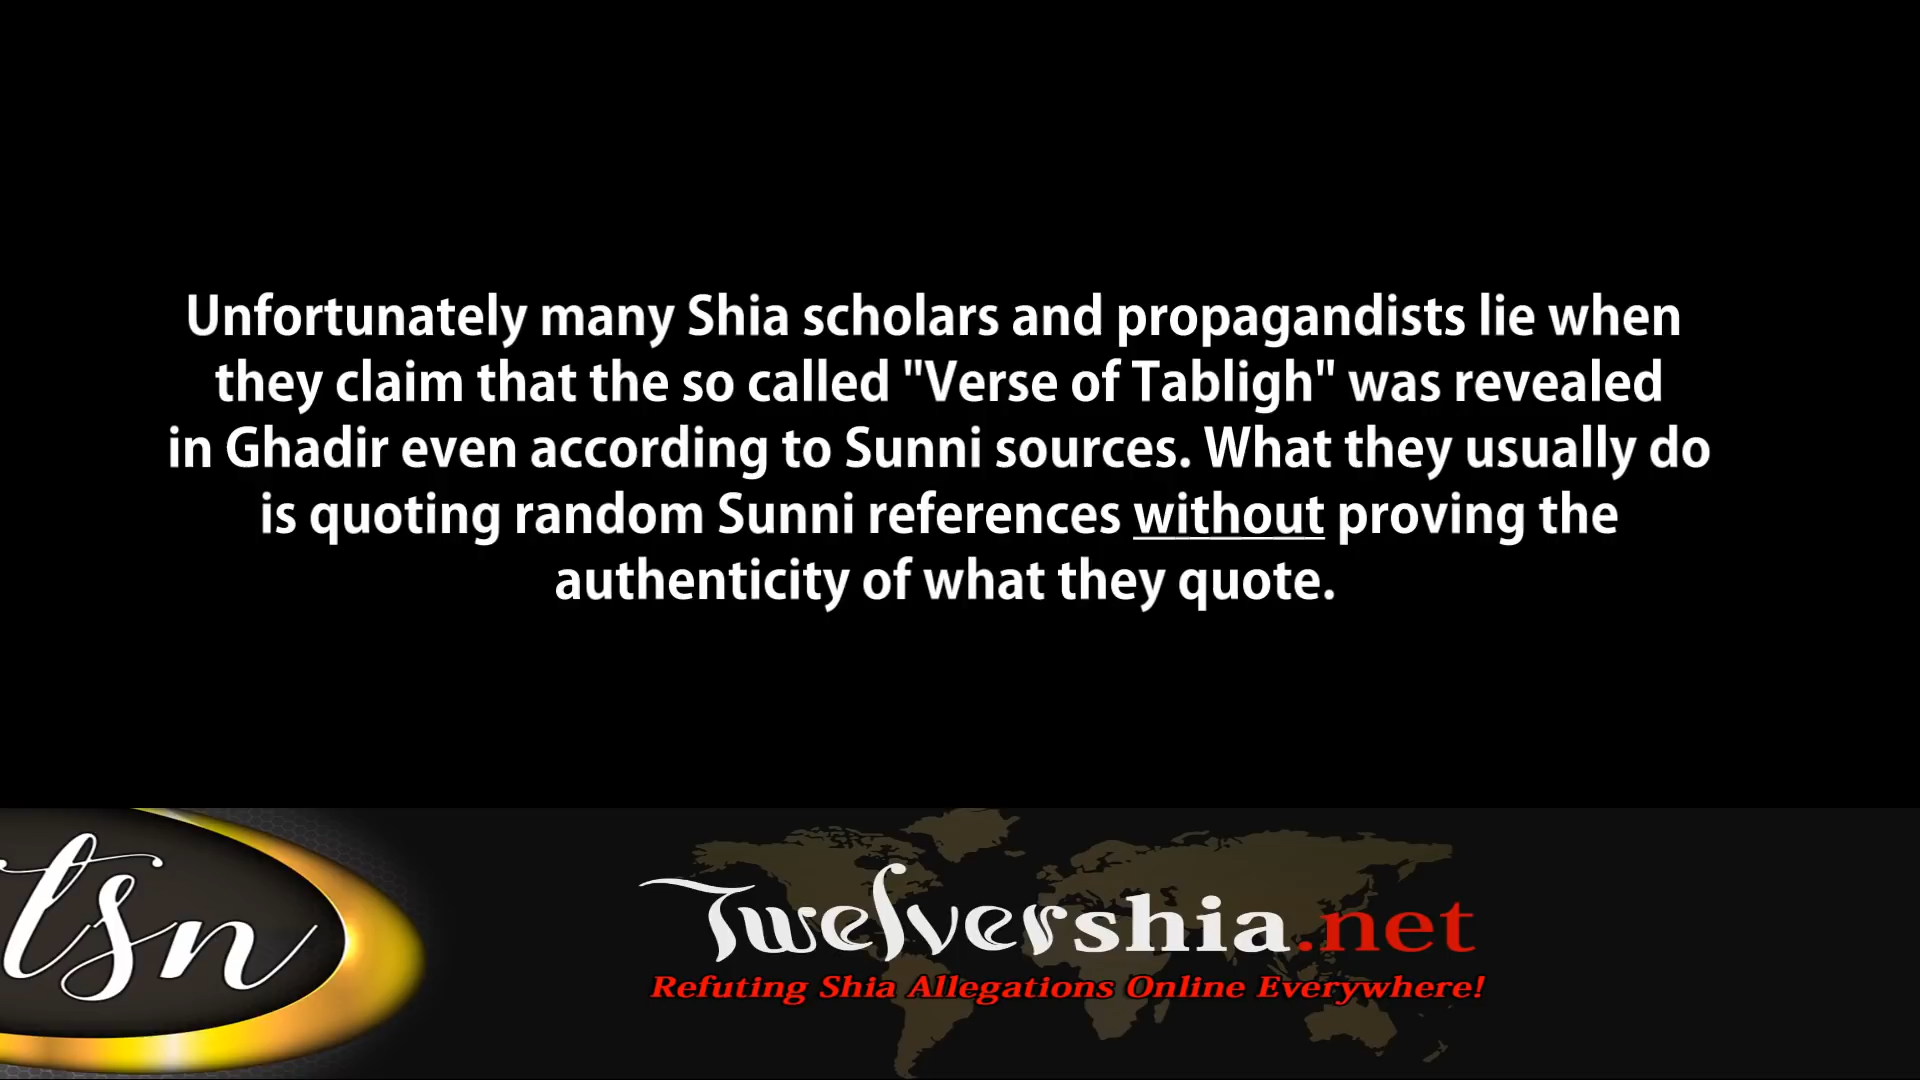 Unfortunately many Shia scholars and propagandists lie when
they claim that the so called "Verse of Tabligh" was revealed
in Ghadir even according to Sunni sources. What they usually do
is quoting random Sunni references without proving the
authenticity of what they quote.
tsn
Twelvershia.net
Refuting Shia Allegations Online Everywhere!